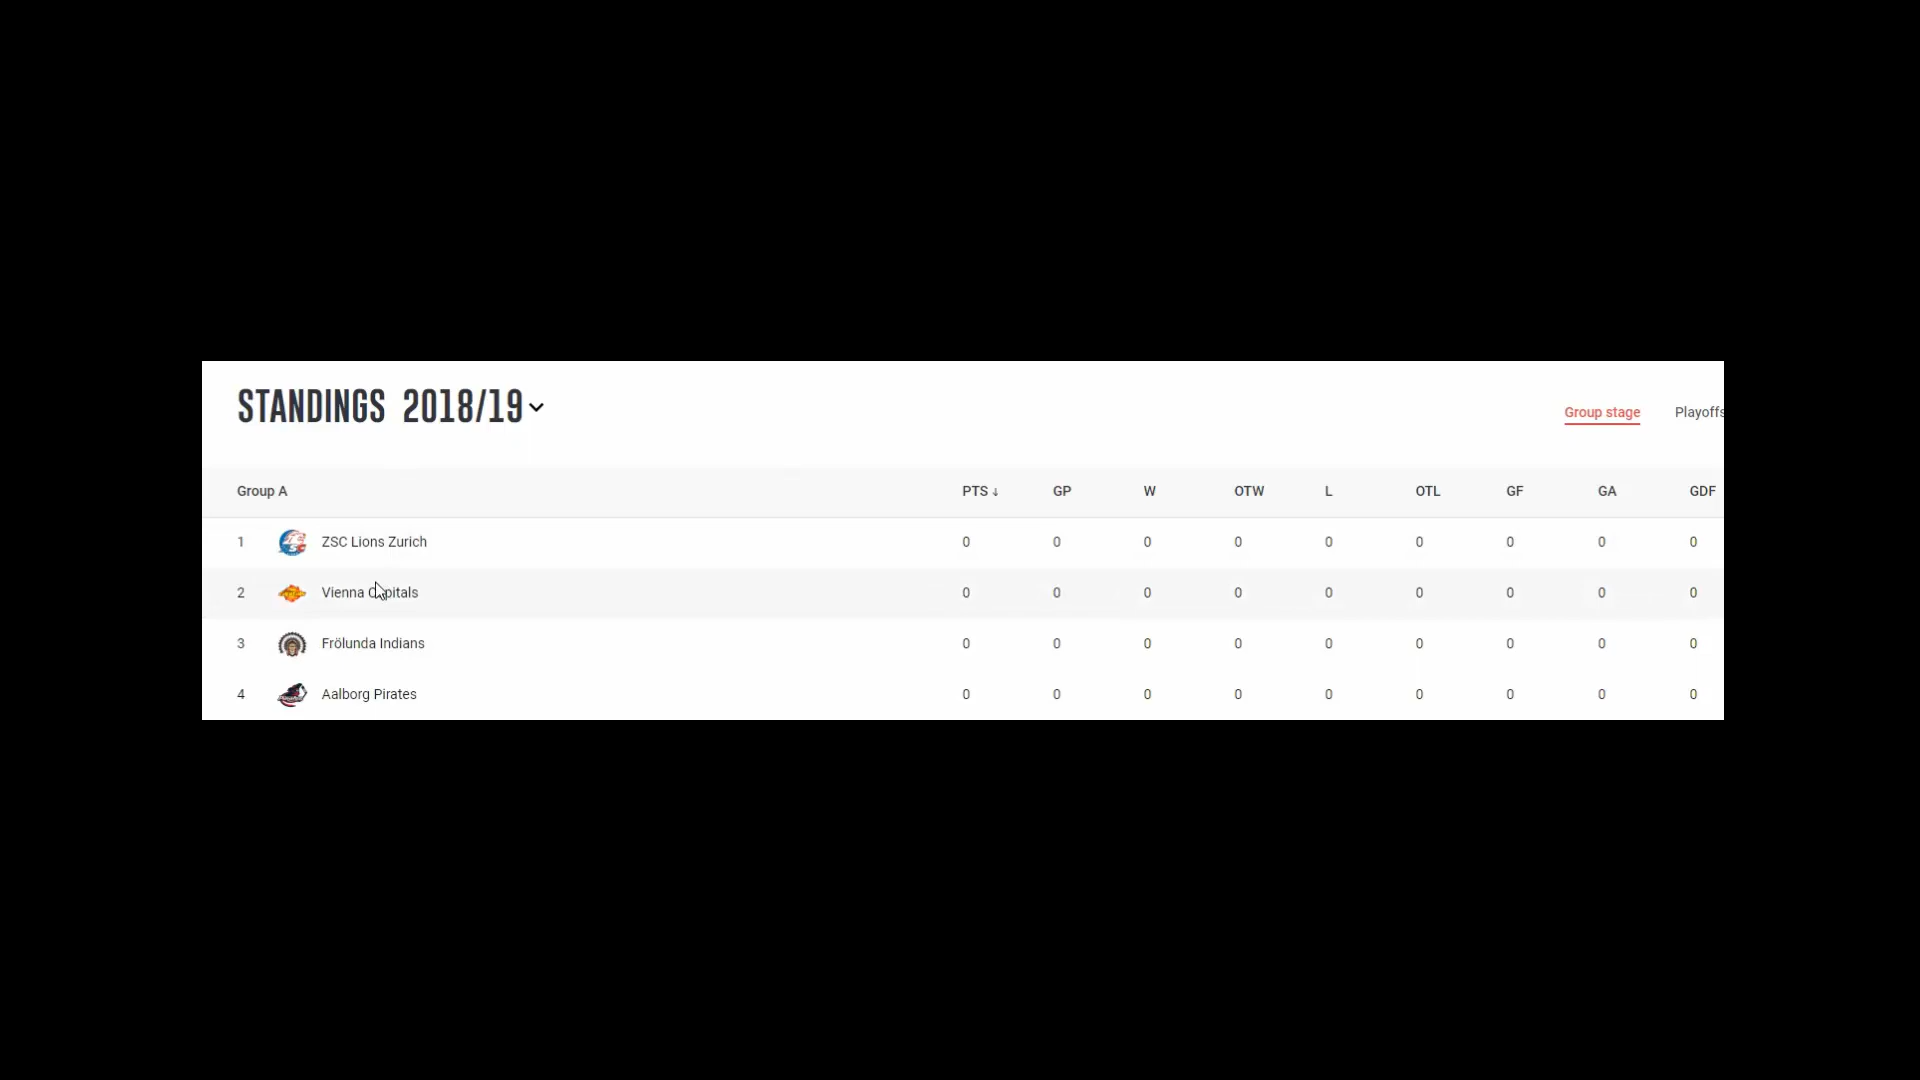 STANDINGS 2018/19
Group stage Playoffs
Group A PTS ↓ GP W OTW L OTL GF GA GDF
1 ZSC Lions Zurich 0 0 0 0 0 0 0 0 0
2 Vienna Capitals 0 0 0 0 0 0 0 0 0
3 Frölunda Indians 0 0 0 0 0 0 0 0 0
4 Aalborg Pirates 0 0 0 0 0 0 0 0 0